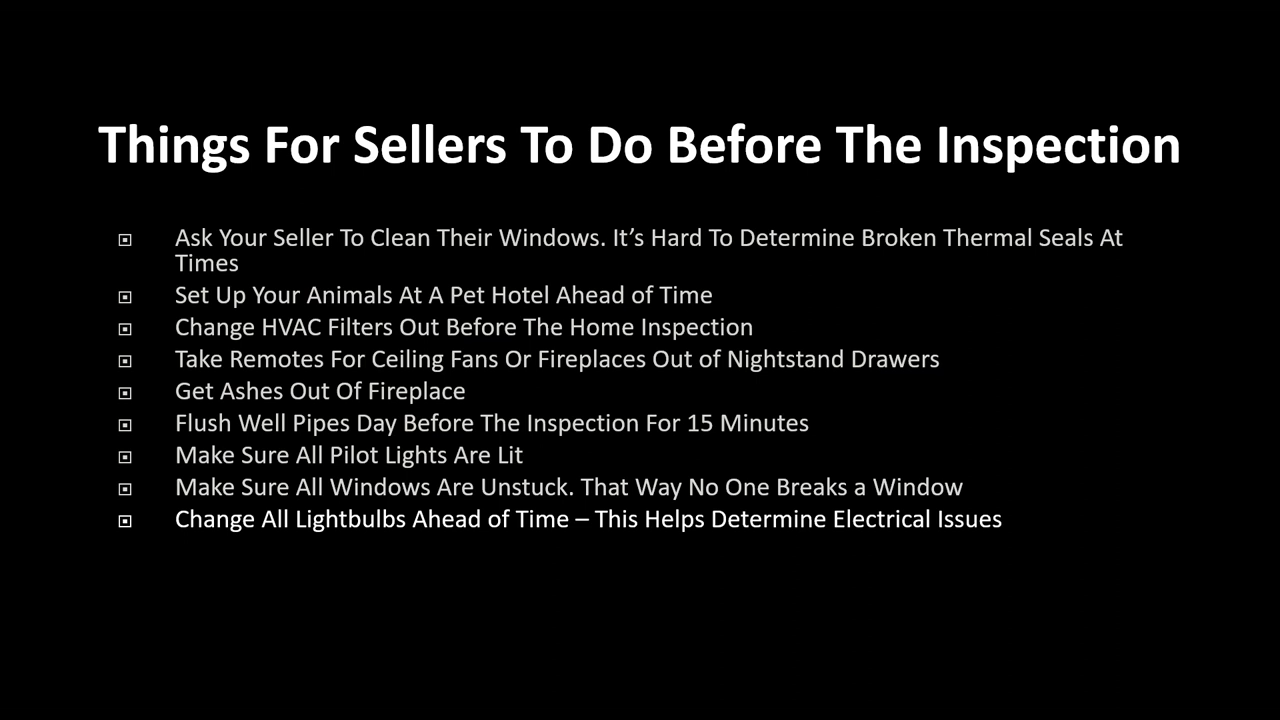 Things For Sellers To Do Before The Inspection
Ask Your Seller To Clean Their Windows. It’s Hard To Determine Broken Thermal Seals At
Times
Set Up Your Animals At A Pet Hotel Ahead of Time
Change HVAC Filters Out Before The Home Inspection
Take Remotes For Ceiling Fans Or Fireplaces Out of Nightstand Drawers
Get Ashes Out Of Fireplace
Flush Well Pipes Day Before The Inspection For 15 Minutes
Make Sure All Pilot Lights Are Lit
Make Sure All Windows Are Unstuck. That Way No One Breaks a Window
Change All Lightbulbs Ahead of Time – This Helps Determine Electrical Issues